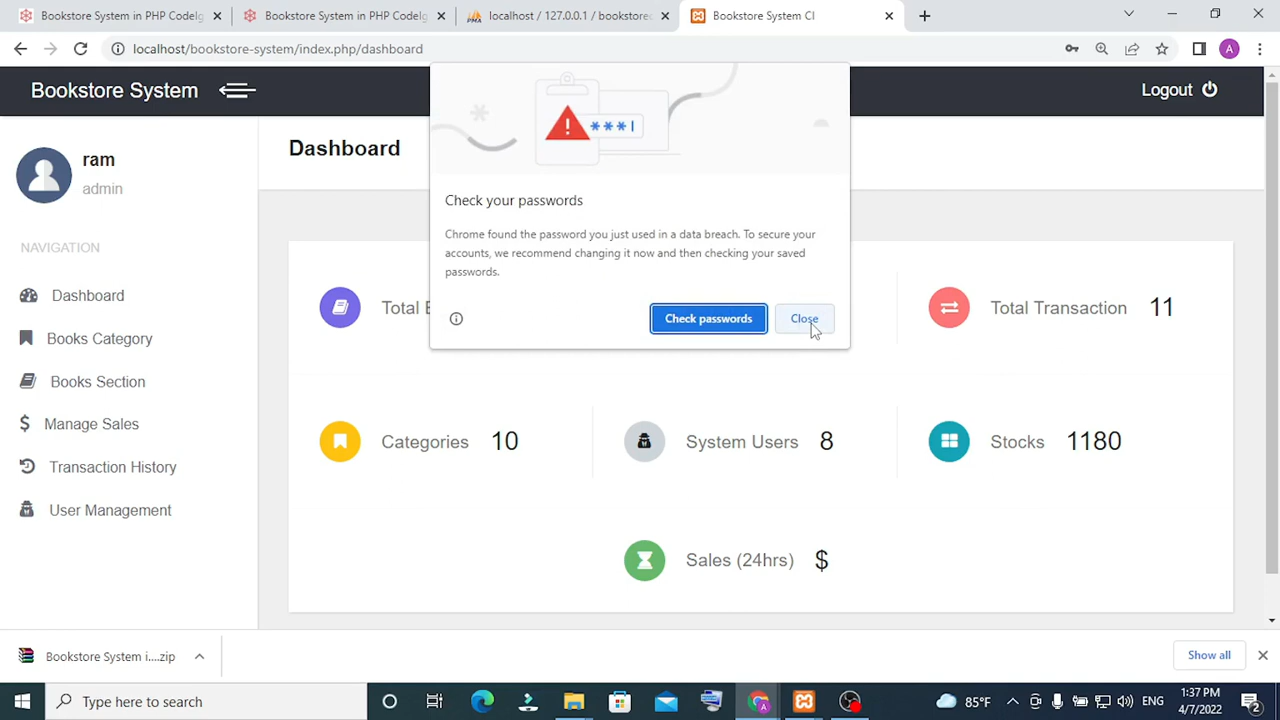 Bookstore System in PHP CodeIg
Bookstore System in PHP CodeIg
localhost / 127.0.0.1 / bookstore
Bookstore System CI
localhost/bookstore-system/index.php/dashboard
A
Bookstore System
Logout
ram
admin
Dashboard
***
Check your passwords
Chrome found the password you just used in a data breach. To secure your
accounts, we recommend changing it now and then checking your saved
passwords.
Check passwords
Close
NAVIGATION
Dashboard
Books Category
Books Section
Manage Sales
Transaction History
User Management
Total
Total Transaction 11
Categories 10
System Users 8
Stocks 1180
Sales (24hrs) $
Bookstore System i....zip
Show all
Type here to search
85°F
ENG
1:37 PM
4/7/2022
2